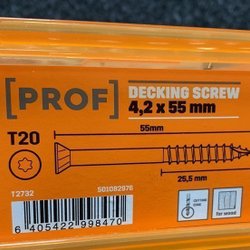 [PROF]
DECKING SCREW
4,2 x 55 mm
T20
55mm
25,5 mm
T2732
501082976
CUTTING CORE
for wood
6 405422 998470